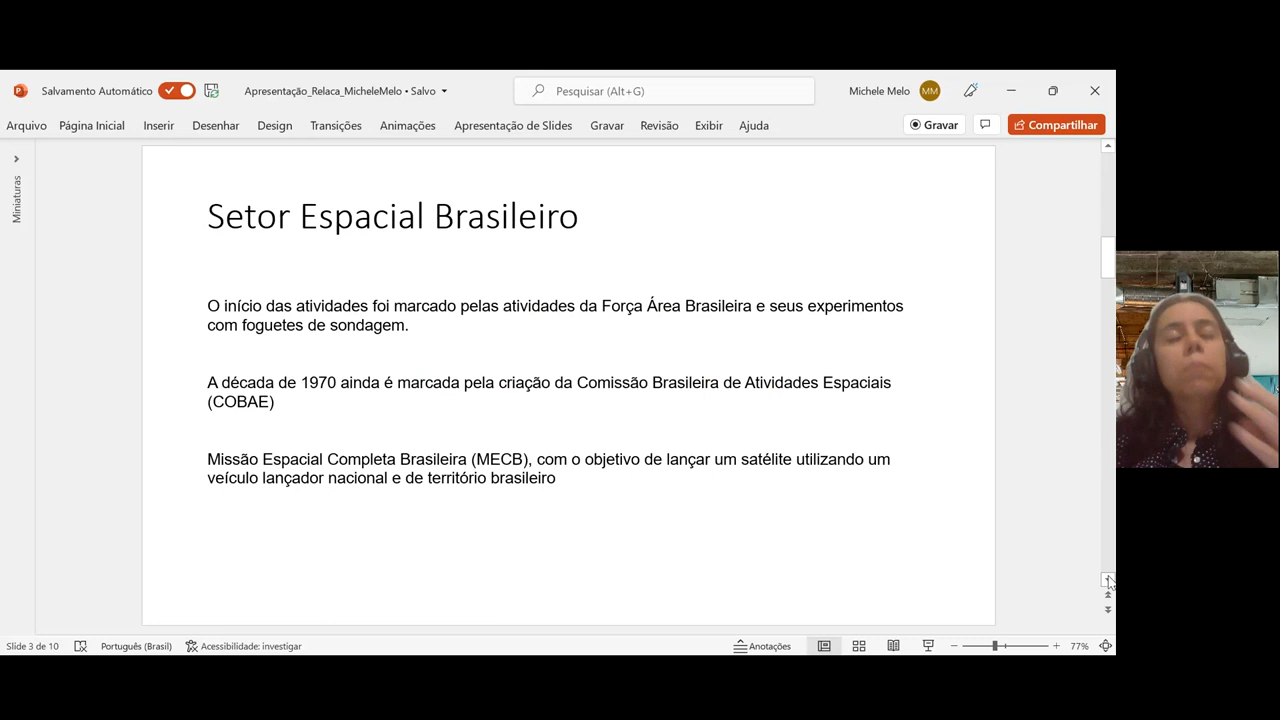 Salvamento Automático
Apresentação_Relaca_MicheleMelo • Salvo
Pesquisar (Alt+G)
Michele Melo
MM
Arquivo
Página Inicial
Inserir
Desenhar
Design
Transições
Animações
Apresentação de Slides
Gravar
Revisão
Exibir
Ajuda
Gravar
Compartilhar
Miniaturas
Setor Espacial Brasileiro
O início das atividades foi marcado pelas atividades da Força Área Brasileira e seus experimentos
com foguetes de sondagem.
A década de 1970 ainda é marcada pela criação da Comissão Brasileira de Atividades Espaciais
(COBAE)
Missão Espacial Completa Brasileira (MECB), com o objetivo de lançar um satélite utilizando um
veículo lançador nacional e de território brasileiro
Slide 3 de 10
Português (Brasil)
Acessibilidade: investigar
Anotações
77%